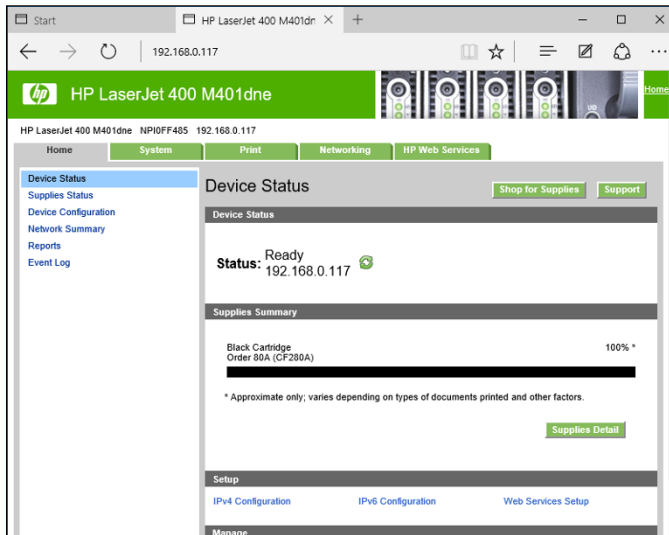 Start
HP LaserJet 400 M401dn
192.168.0.117
hp HP LaserJet 400 M401dne
Home
HP LaserJet 400 M401dne NPI0FF485 192.168.0.117
Home System Print Networking HP Web Services
Device Status
Supplies Status
Device Configuration
Network Summary
Reports
Event Log
Device Status
Shop for Supplies Support
Device Status
Status: Ready
192.168.0.117
Supplies Summary
Black Cartridge 100% *
Order 80A (CF280A)
* Approximate only; varies depending on types of documents printed and other factors.
Supplies Detail
Setup
IPv4 Configuration IPv6 Configuration Web Services Setup
Manage